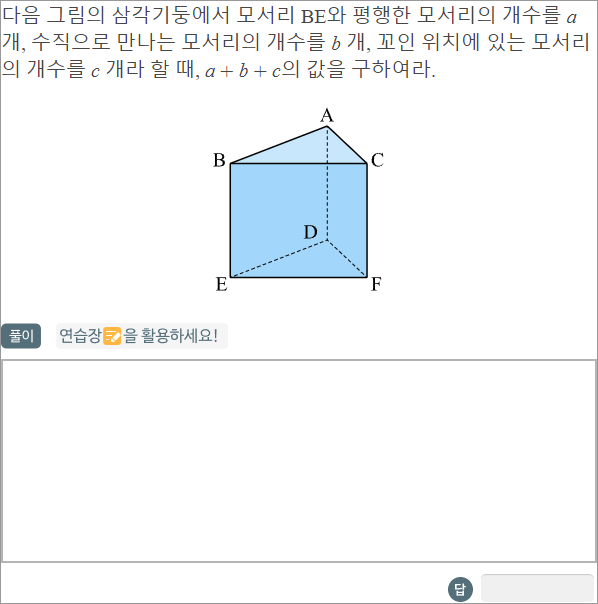 다음 그림의 삼각기둥에서 모서리 BE와 평행한 모서리의 개수를 a
개, 수직으로 만나는 모서리의 개수를 b 개, 꼬인 위치에 있는 모서리
의 개수를 c 개라 할 때, a + b + c의 값을 구하여라.
A
B
C
D
E
F
풀이 연습장을 활용하세요!
답